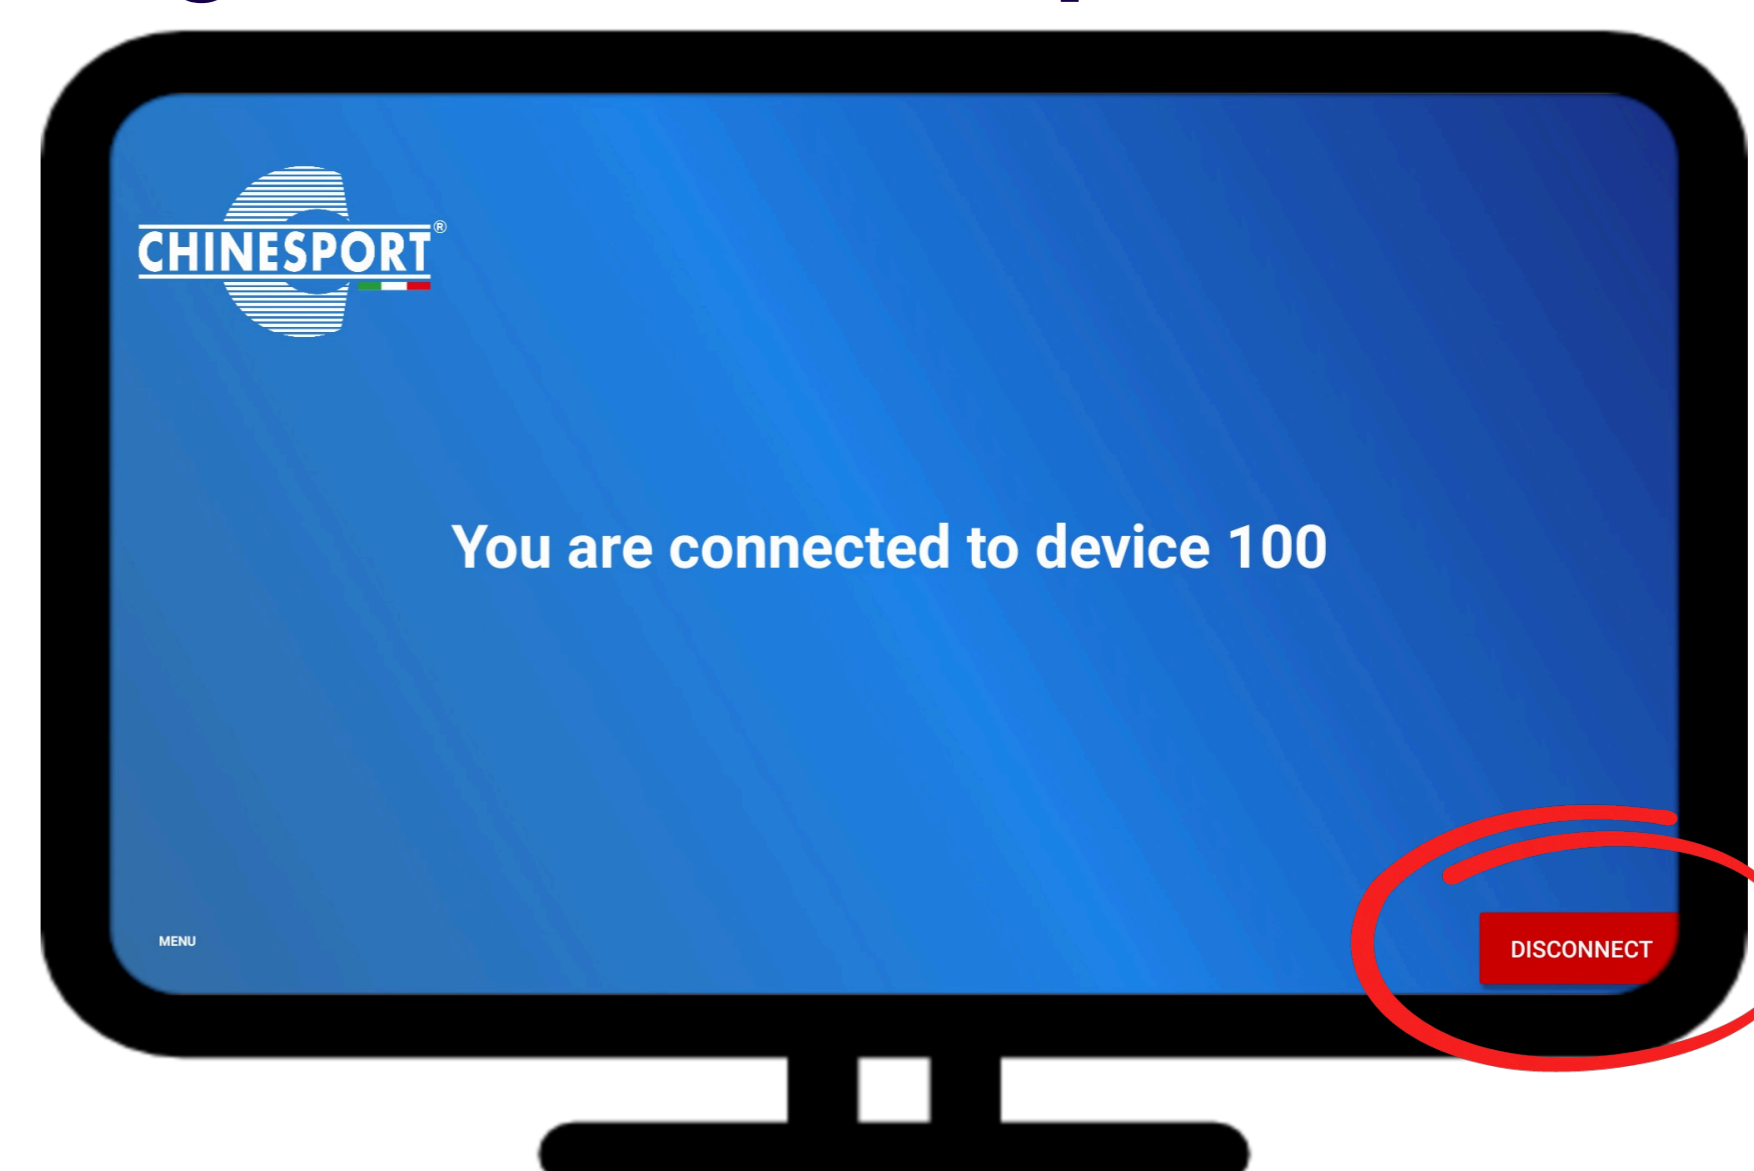 CHINESPORT®
You are connected to device 100
MENU
DISCONNECT